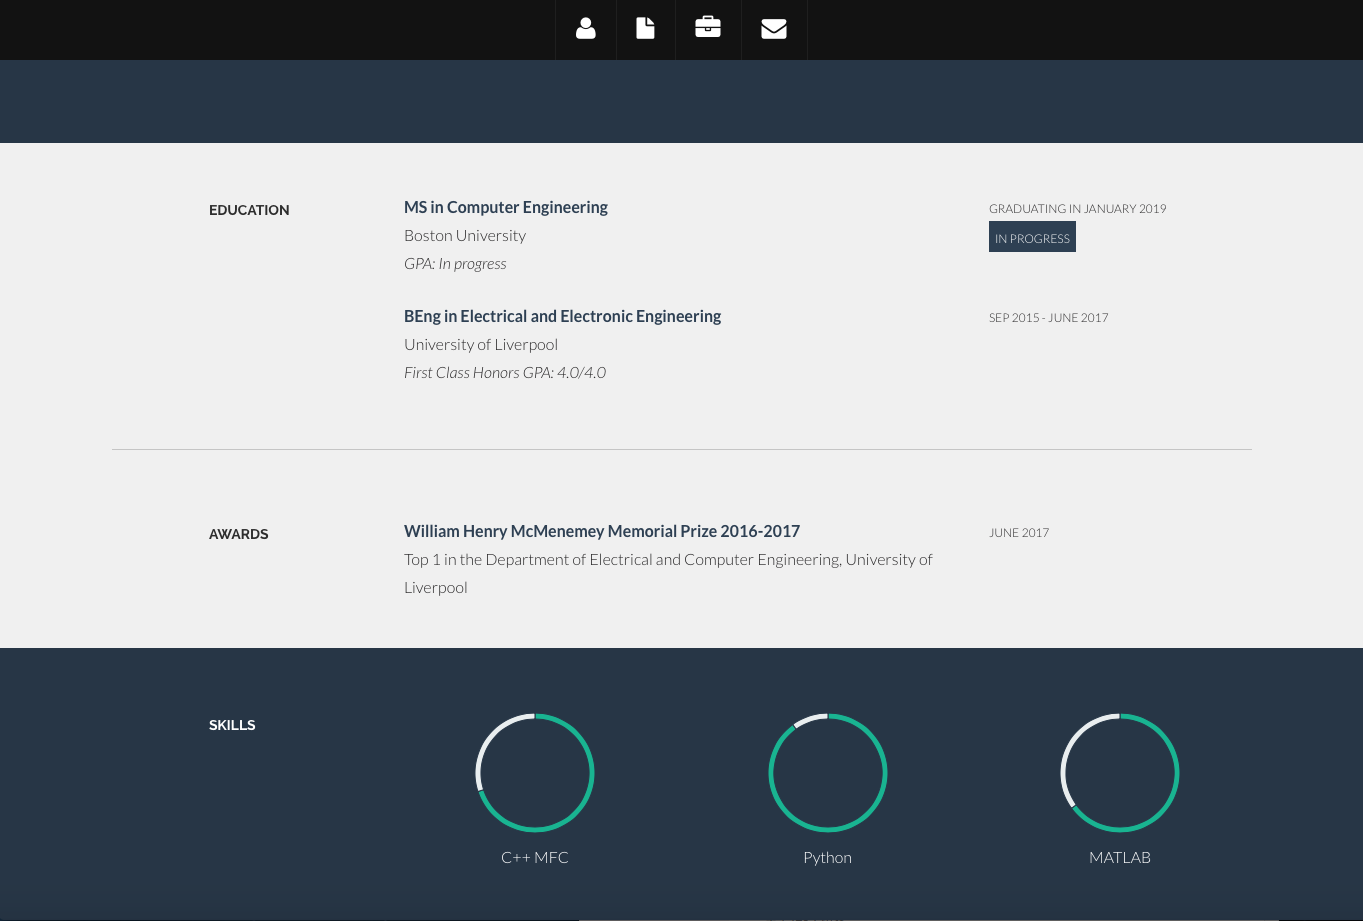 EDUCATION
MS in Computer Engineering
GRADUATING IN JANUARY 2019
Boston University
IN PROGRESS
GPA: In progress
BEng in Electrical and Electronic Engineering
SEP 2015 - JUNE 2017
University of Liverpool
First Class Honors GPA: 4.0/4.0
AWARDS
William Henry McMenemey Memorial Prize 2016-2017
JUNE 2017
Top 1 in the Department of Electrical and Computer Engineering, University of
Liverpool
SKILLS
C++ MFC
Python
MATLAB